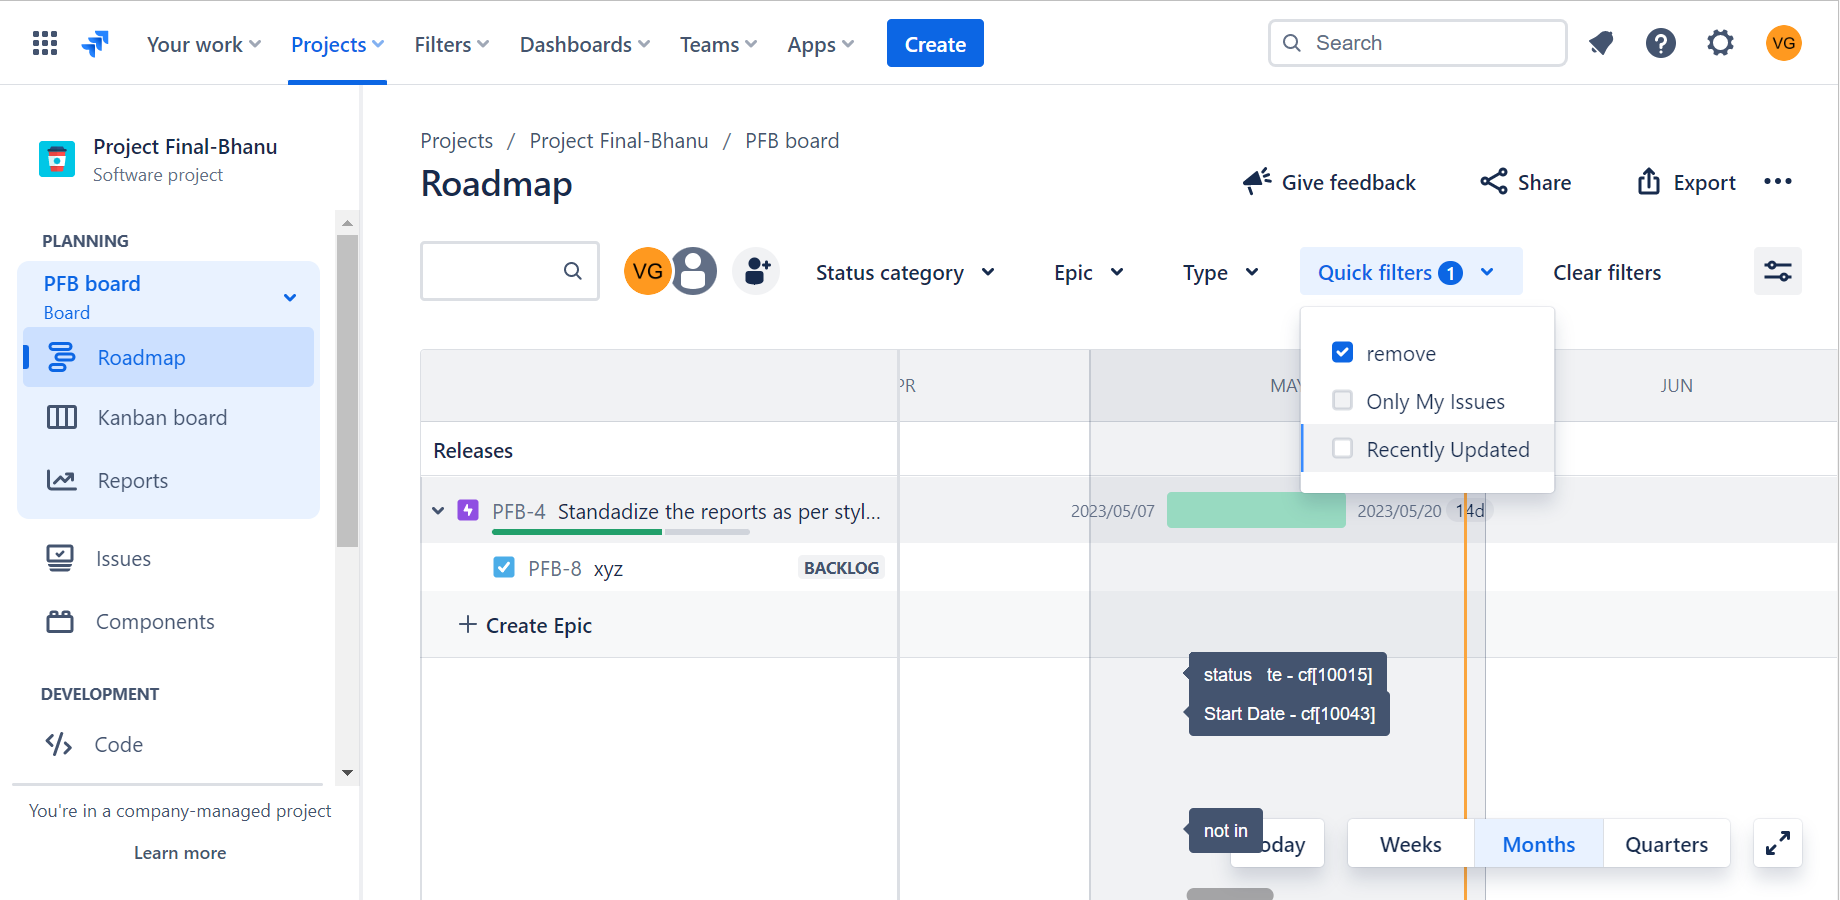 Your work Projects Filters Dashboards Teams Apps Create Search VG
Project Final-Bhanu
Software project
PLANNING
PFB board
Board
Roadmap
Kanban board
Reports
Issues
Components
DEVELOPMENT
Code
You're in a company-managed project
Learn more
Projects / Project Final-Bhanu / PFB board
Roadmap
Give feedback Share Export
VG Status category Epic Type Quick filters 1 Clear filters
remove
Only My Issues
Recently Updated
PR MAY JUN
Releases
PFB-4 Standadize the reports as per styl... 2023/05/07 2023/05/20 14d
PFB-8 xyz BACKLOG
Create Epic
status te - cf[10015]
Start Date - cf[10043]
not in
oday Weeks Months Quarters